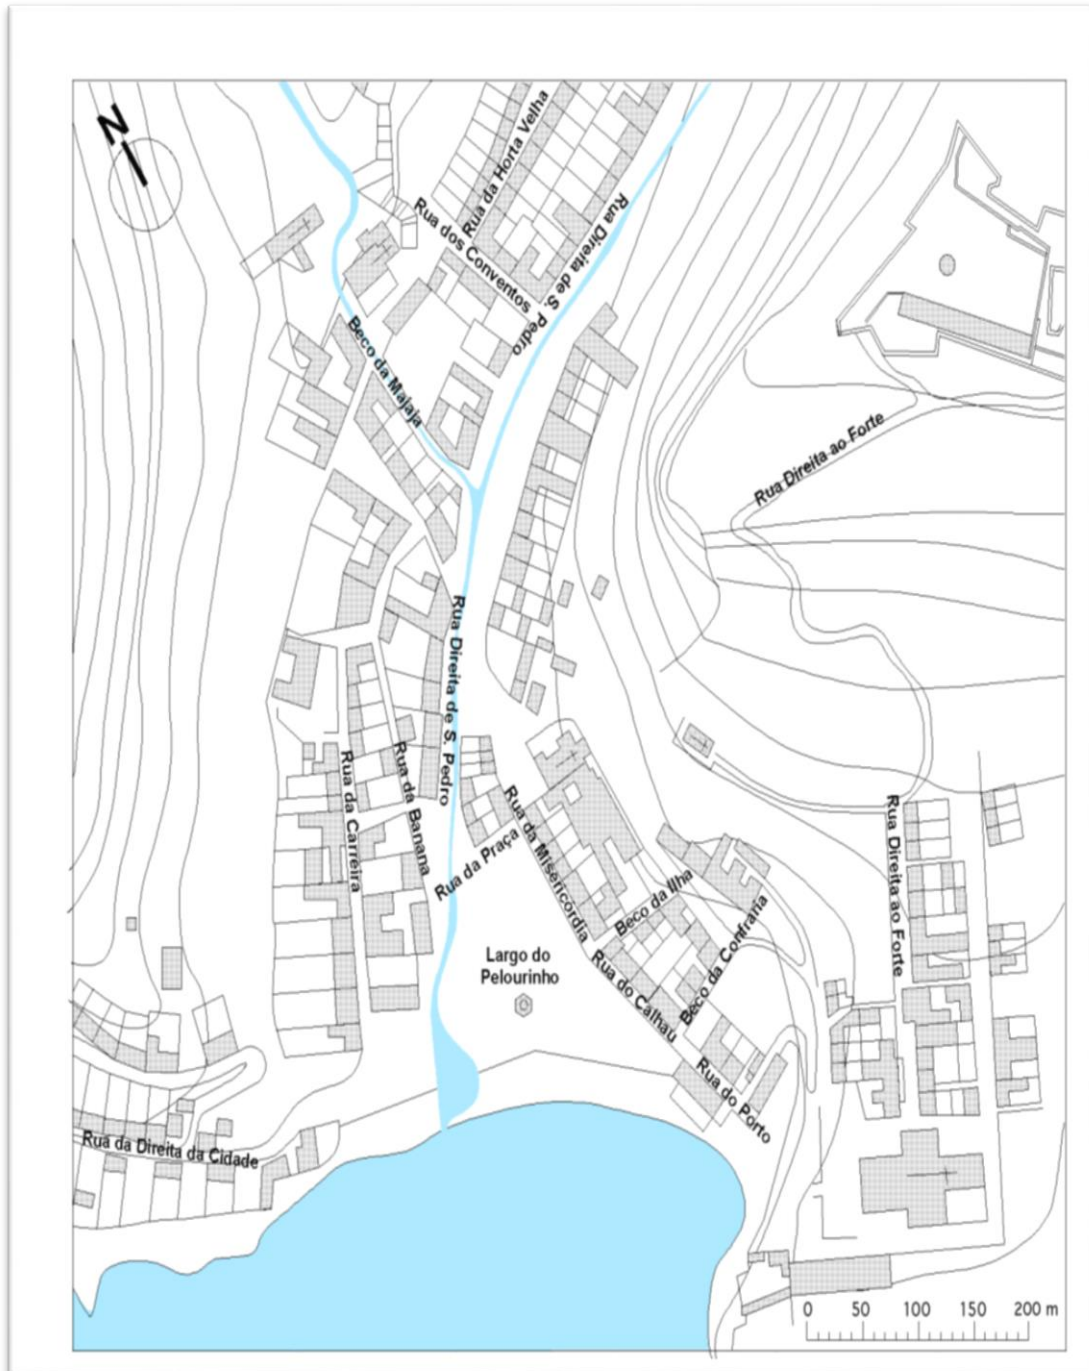 N
Rua da Horta Velha
Rua dos Conventos
Rua Direita de S. Pedro
Beco da Majaja
Rua Direita ao Forte
Rua Direita de S. Pedro
Rua da Carreira
Rua da Banana
Rua da Praça
Rua da Misericórdia
Rua Direita ao Forte
Beco da Ilha
Beco da Confraria
Largo do
Pelourinho
Rua do Calhau
Rua do Porto
Rua da Direita da Cidade
0 50 100 150 200 m